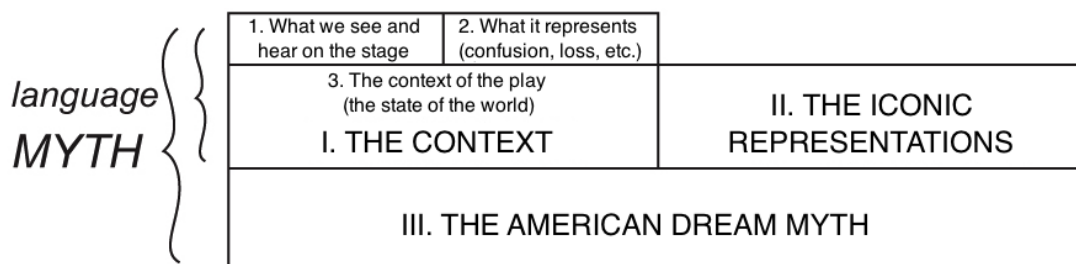 1. What we see and
hear on the stage
2. What it represents
(confusion, loss, etc.)
language
MYTH
3. The context of the play
(the state of the world)
I. THE CONTEXT
II. THE ICONIC
REPRESENTATIONS
III. THE AMERICAN DREAM MYTH